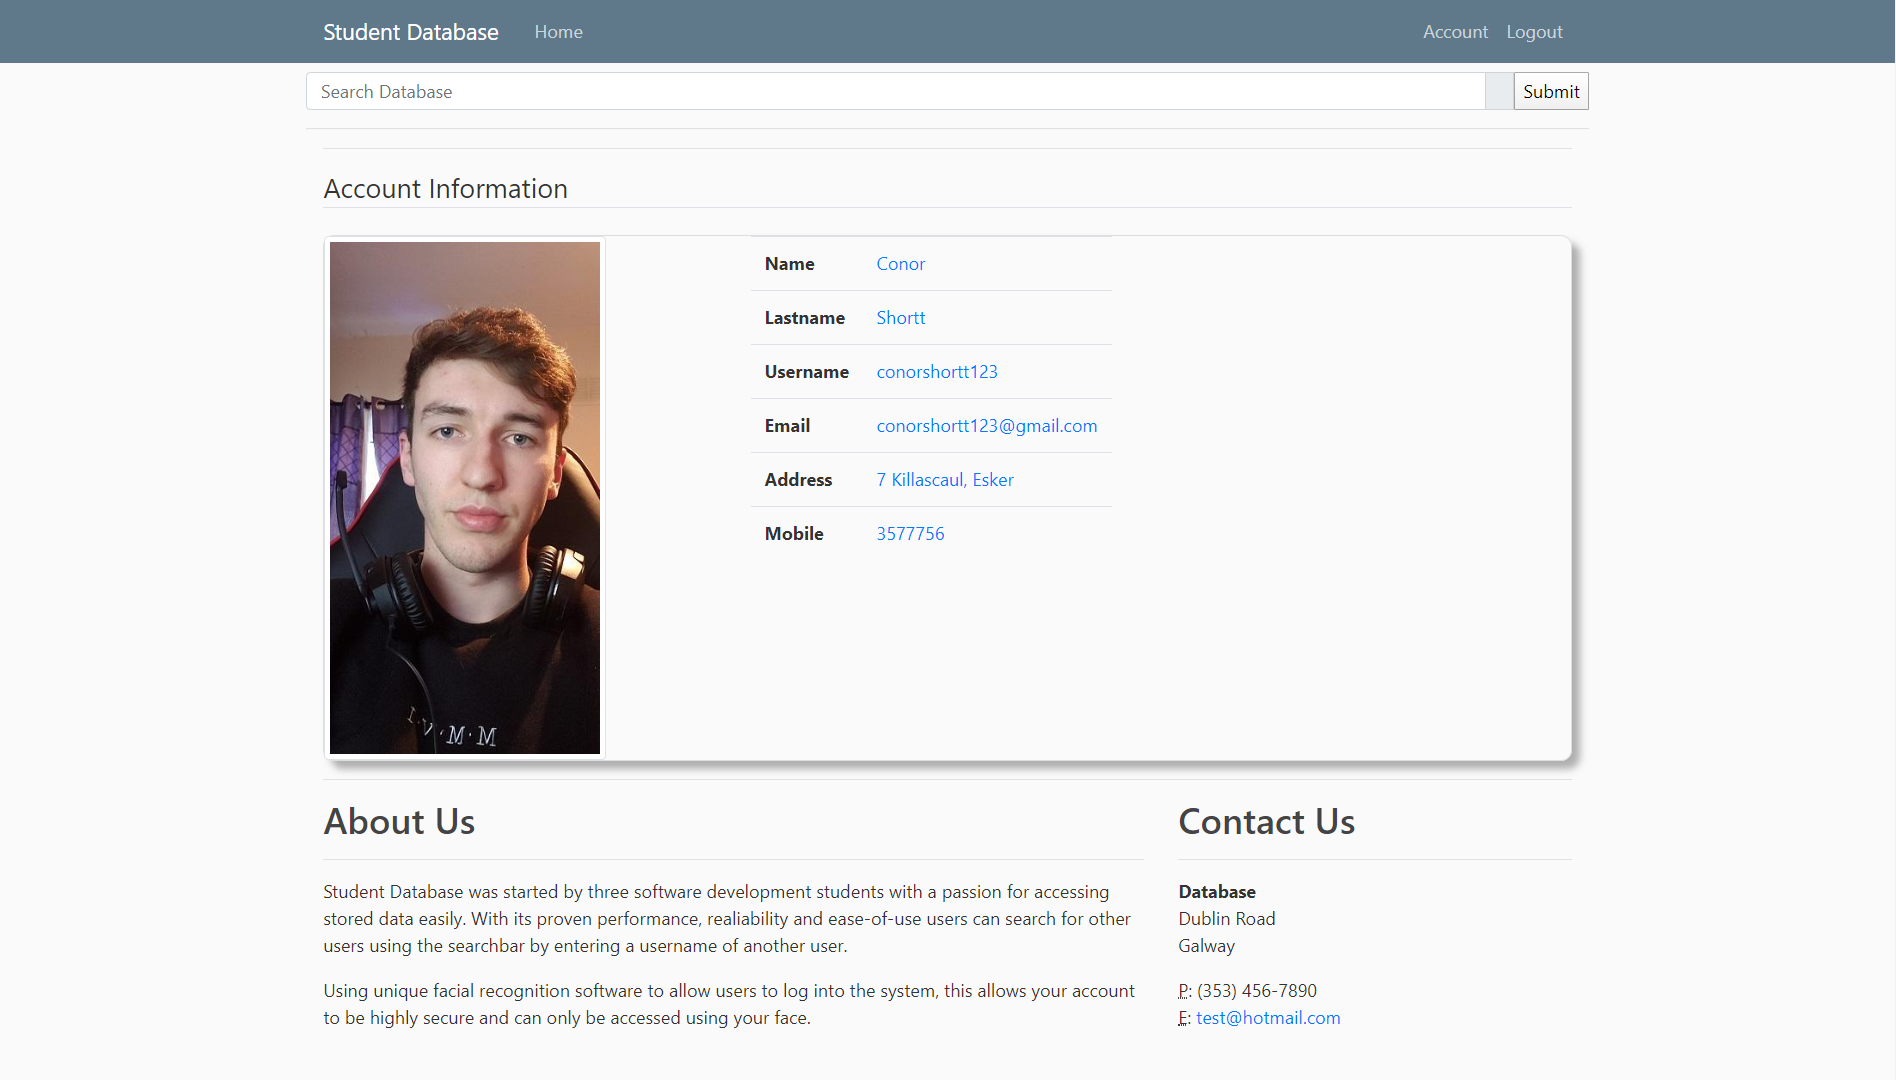 Student Database Home Account Logout
Search Database Submit
Account Information
Name Conor
Lastname Shortt
Username conorshortt123
Email conorshortt123@gmail.com
Address 7 Killascaul, Esker
Mobile 3577756
I.V.M.M
About Us
Student Database was started by three software development students with a passion for accessing
stored data easily. With its proven performance, realiability and ease-of-use users can search for other
users using the searchbar by entering a username of another user.
Using unique facial recognition software to allow users to log into the system, this allows your account
to be highly secure and can only be accessed using your face.
Contact Us
Database
Dublin Road
Galway
P: (353) 456-7890
E: test@hotmail.com